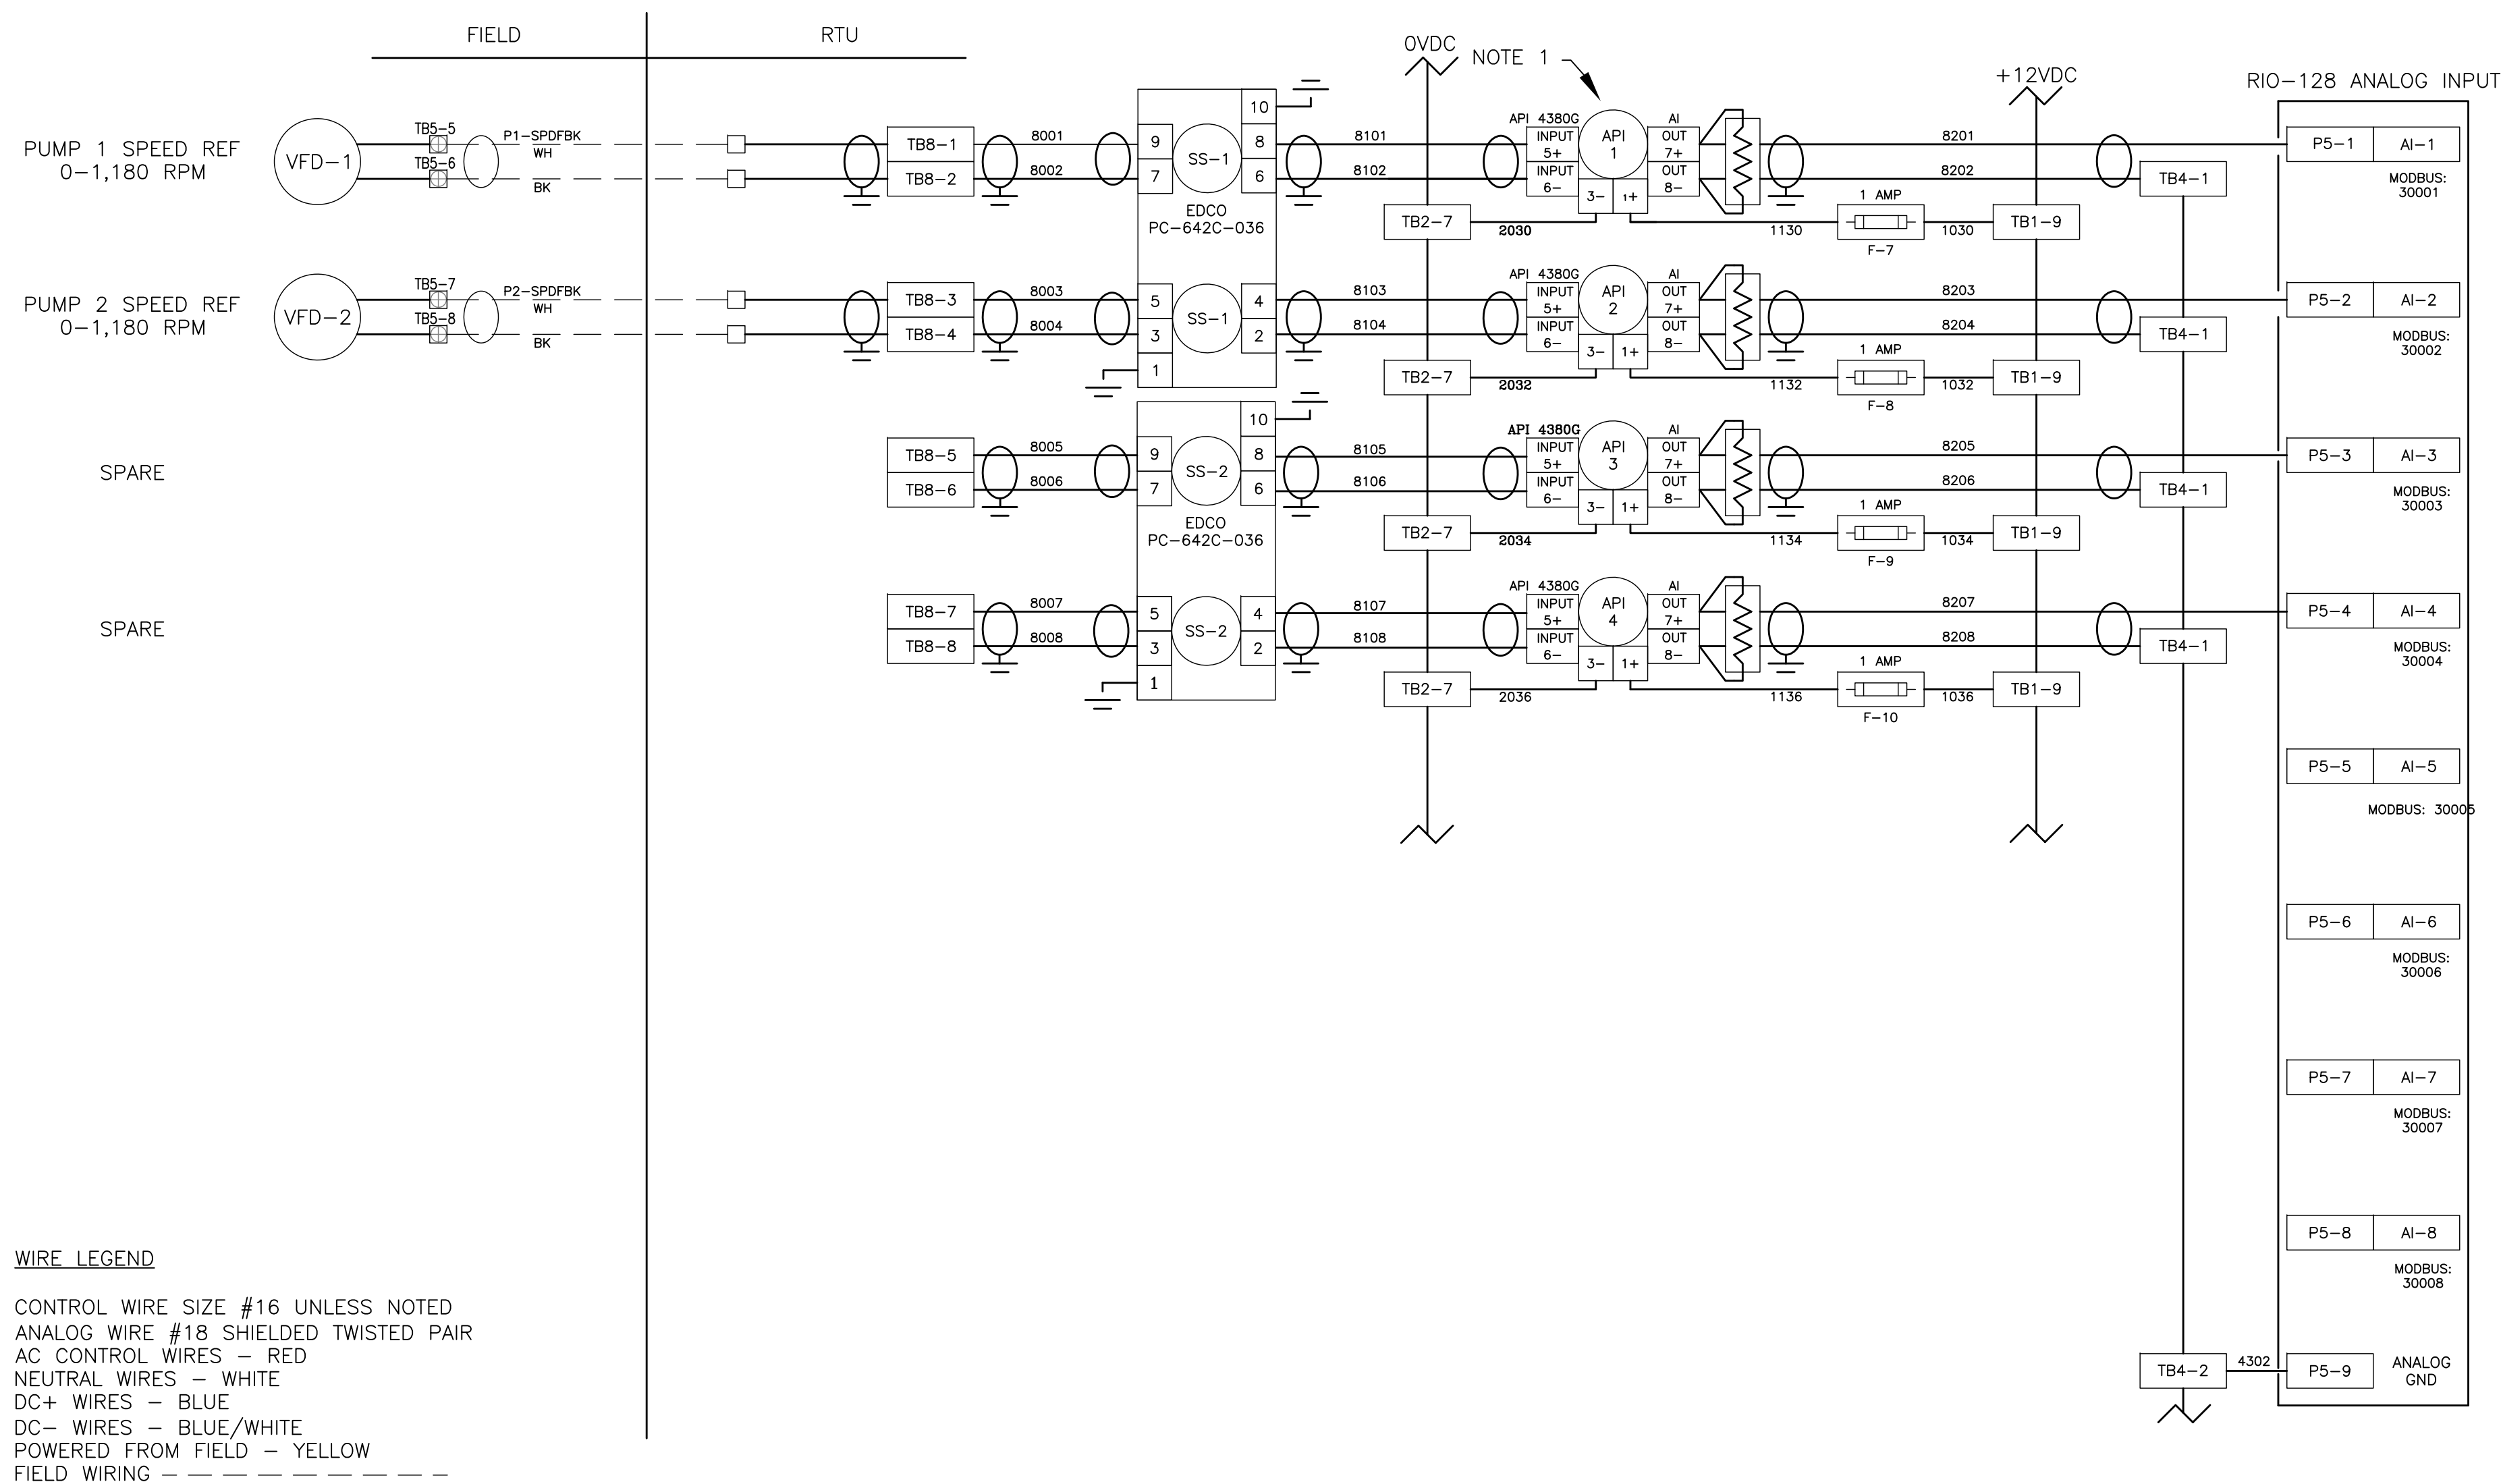 FIELD
RTU
0VDC
NOTE 1
+12VDC
RIO-128 ANALOG INPUT
PUMP 1 SPEED REF
0-1,180 RPM
VFD-1
TB5-5
TB5-6
P1-SPDFBK
WH
BK
TB8-1
TB8-2
8001
8002
10
9
7
SS-1
8
6
EDCO
PC-642C-036
8101
8102
API 4380G
INPUT
5+
INPUT
6-
API
1
3-
1+
AI
OUT
7+
OUT
8-
8201
8202
TB4-1
P5-1
AI-1
MODBUS:
30001
TB2-7
2030
1130
1 AMP
F-7
1030
TB1-9
PUMP 2 SPEED REF
0-1,180 RPM
VFD-2
TB5-7
TB5-8
P2-SPDFBK
WH
BK
TB8-3
TB8-4
8003
8004
5
3
1
SS-1
4
2
8103
8104
API 4380G
INPUT
5+
INPUT
6-
API
2
3-
1+
AI
OUT
7+
OUT
8-
8203
8204
TB4-1
P5-2
AI-2
MODBUS:
30002
TB2-7
2032
1132
1 AMP
F-8
1032
TB1-9
SPARE
TB8-5
TB8-6
8005
8006
10
9
7
SS-2
8
6
EDCO
PC-642C-036
8105
8106
API 4380G
INPUT
5+
INPUT
6-
API
3
3-
1+
AI
OUT
7+
OUT
8-
8205
8206
TB4-1
P5-3
AI-3
MODBUS:
30003
TB2-7
2034
1134
1 AMP
F-9
1034
TB1-9
SPARE
TB8-7
TB8-8
8007
8008
5
3
1
SS-2
4
2
8107
8108
API 4380G
INPUT
5+
INPUT
6-
API
4
3-
1+
AI
OUT
7+
OUT
8-
8207
8208
TB4-1
P5-4
AI-4
MODBUS:
30004
TB2-7
2036
1136
1 AMP
F-10
1036
TB1-9
P5-5
AI-5
MODBUS: 30005
P5-6
AI-6
MODBUS:
30006
P5-7
AI-7
MODBUS:
30007
P5-8
AI-8
MODBUS:
30008
TB4-2
4302
P5-9
ANALOG
GND
WIRE LEGEND
CONTROL WIRE SIZE #16 UNLESS NOTED
ANALOG WIRE #18 SHIELDED TWISTED PAIR
AC CONTROL WIRES - RED
NEUTRAL WIRES - WHITE
DC+ WIRES - BLUE
DC- WIRES - BLUE/WHITE
POWERED FROM FIELD - YELLOW
FIELD WIRING